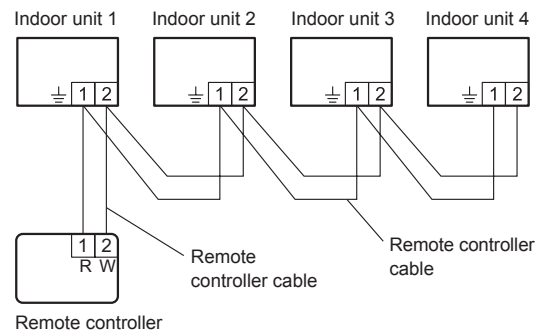 Indoor unit 1
Indoor unit 2
Indoor unit 3
Indoor unit 4
1 2
1 2
1 2
1 2
1 2
R W
Remote
controller cable
Remote controller
cable
Remote controller